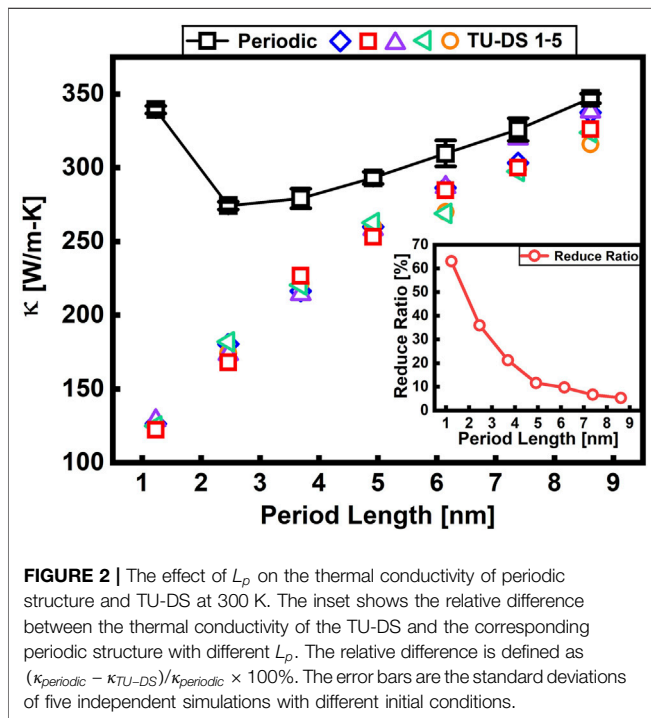 Periodic TU-DS 1-5
350
300
250
200
150
100
κ [W/m-K]
1 2 3 4 5 6 7 8 9
Period Length [nm]
70
60
50
40
30
20
10
0
Reduce Ratio [%]
Reduce Ratio
1 2 3 4 5 6 7 8 9
Period Length [nm]
FIGURE 2 | The effect of Lp on the thermal conductivity of periodic
structure and TU-DS at 300 K. The inset shows the relative difference
between the thermal conductivity of the TU-DS and the corresponding
periodic structure with different Lp. The relative difference is defined as
(κperiodic − κTU−DS)/κperiodic × 100%. The error bars are the standard deviations
of five independent simulations with different initial conditions.